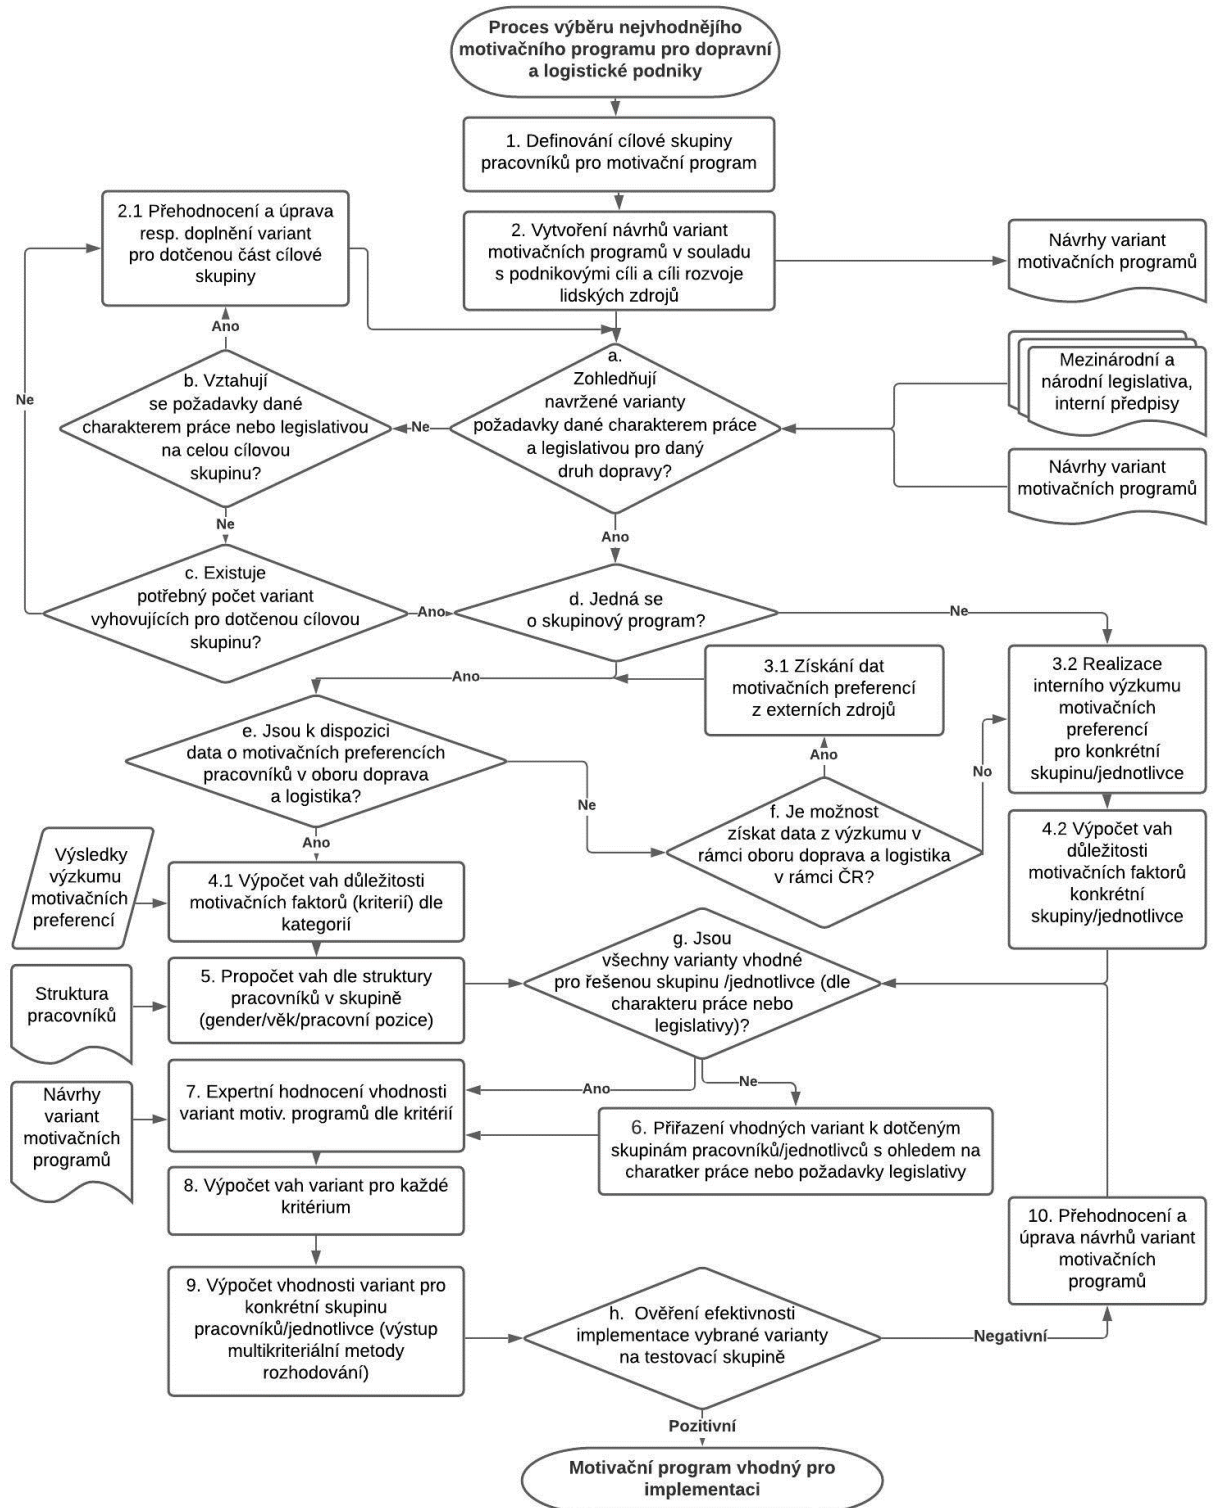 Proces výběru nejvhodnějího
motivačního programu pro dopravní
a logistické podniky
1. Definování cílové skupiny
pracovníků pro motivační program
2.1 Přehodnocení a úprava
resp. doplnění variant
pro dotčenou část cílové
skupiny
2. Vytvoření návrhů variant
motivačních programů v souladu
s podnikovými cíli a cíli rozvoje
lidských zdrojů
Návrhy variant
motivačních programů
Ano
Ne
b. Vztahují
se požadavky dané
charakterem práce nebo legislativou
na celou cílovou
skupinu?
Ne
a.
Zohledňují
navržené varianty
požadavky dané charakterem práce
a legislativou pro daný
druh dopravy?
Mezinárodní a
národní legislativa,
interní předpisy
Návrhy variant
motivačních programů
Ne
Ano
c. Existuje
potřebný počet variant
vyhovujících pro dotčenou cílovou
skupinu?
Ano
d. Jedná se
o skupinový program?
Ne
Ano
3.1 Získání dat
motivačních preferencí
z externích zdrojů
3.2 Realizace
interního výzkumu
motivačních
preferencí
pro konkrétní
skupinu/jednotlivce
e. Jsou k dispozici
data o motivačních preferencích
pracovníků v oboru doprava
a logistika?
Ne
Ano
No
f. Je možnost
získat data z výzkumu v
rámci oboru doprava a logistika
v rámci ČR?
4.2 Výpočet vah
důležitosti
motivačních faktorů
konkrétní
skupiny/jednotlivce
Ano
Výsledky
výzkumu
motivačních
preferencí
4.1 Výpočet vah důležitosti
motivačních faktorů (kriterií) dle
kategorií
Struktura
pracovníků
5. Propočet vah dle struktury
pracovníků v skupině
(gender/věk/pracovní pozice)
g. Jsou
všechny varianty vhodné
pro řešenou skupinu /jednotlivce (dle
charakteru práce nebo
legislativy)?
Návrhy
variant
motivačních
programů
7. Expertní hodnocení vhodnosti
variant motiv. programů dle kritérií
Ano
Ne
6. Přiřazení vhodných variant k dotčeným
skupinám pracovníků/jednotlivců s ohledem na
charatker práce nebo požadavky legislativy
8. Výpočet vah variant pro každé
kritérium
10. Přehodnocení a
úprava návrhů variant
motivačních
programů
9. Výpočet vhodnosti variant pro
konkrétní skupinu
pracovníků/jednotlivce (výstup
multikriteriální metody
rozhodování)
h. Ověření efektivnosti
implementace vybrané varianty
na testovací skupině
Negativní
Pozitivní
Motivační program vhodný pro
implementaci